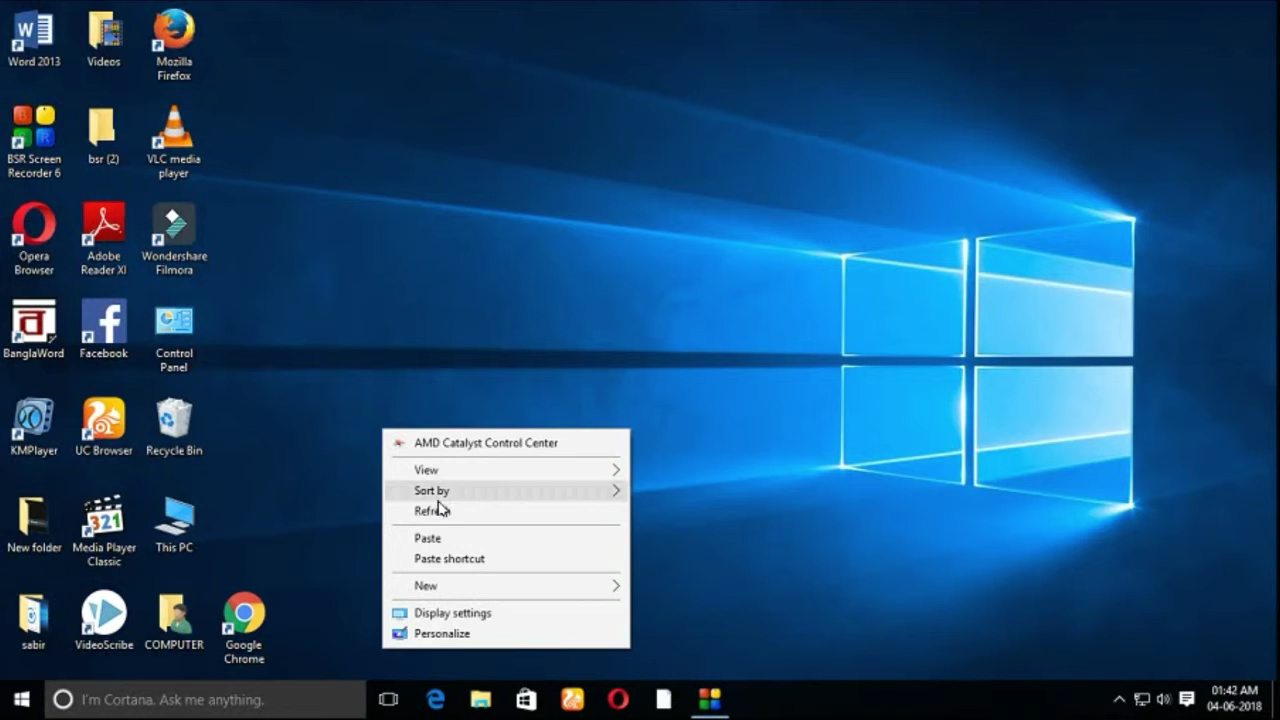 Word 2013
Videos
Mozilla
Firefox
BSR Screen
Recorder 6
bsr (2)
VLC media
player
Opera
Browser
Adobe
Reader XI
Wondershare
Filmora
BanglaWord
Facebook
Control
Panel
KMPlayer
UC Browser
Recycle Bin
New folder
Media Player
Classic
321
This PC
sabir
VideoScribe
COMPUTER
Google
Chrome
AMD Catalyst Control Center
View
Sort by
Refresh
Paste
Paste shortcut
New
Display settings
Personalize
I'm Cortana. Ask me anything.
01:42 AM
04-06-2018